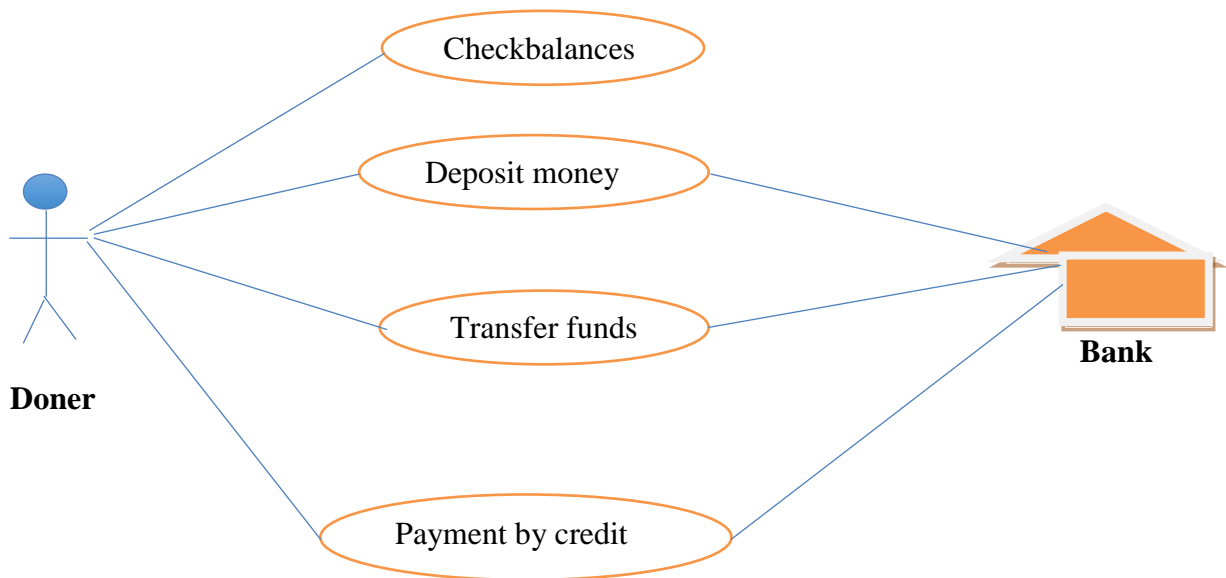 Checkbalances
Deposit money
Transfer funds
Bank
Doner
Payment by credit